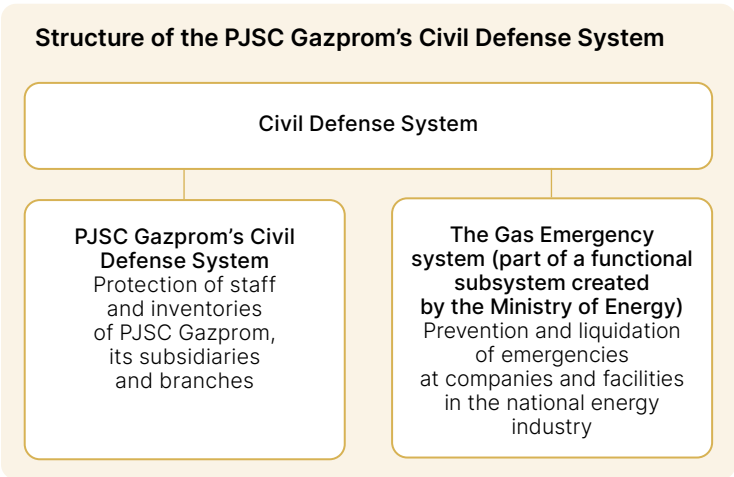 Structure of the PJSC Gazprom's Civil Defense System
Civil Defense System
PJSC Gazprom's Civil
Defense System
Protection of staff
and inventories
of PJSC Gazprom,
its subsidiaries
and branches
The Gas Emergency
system (part of a functional
subsystem created
by the Ministry of Energy)
Prevention and liquidation
of emergencies
at companies and facilities
in the national energy
industry